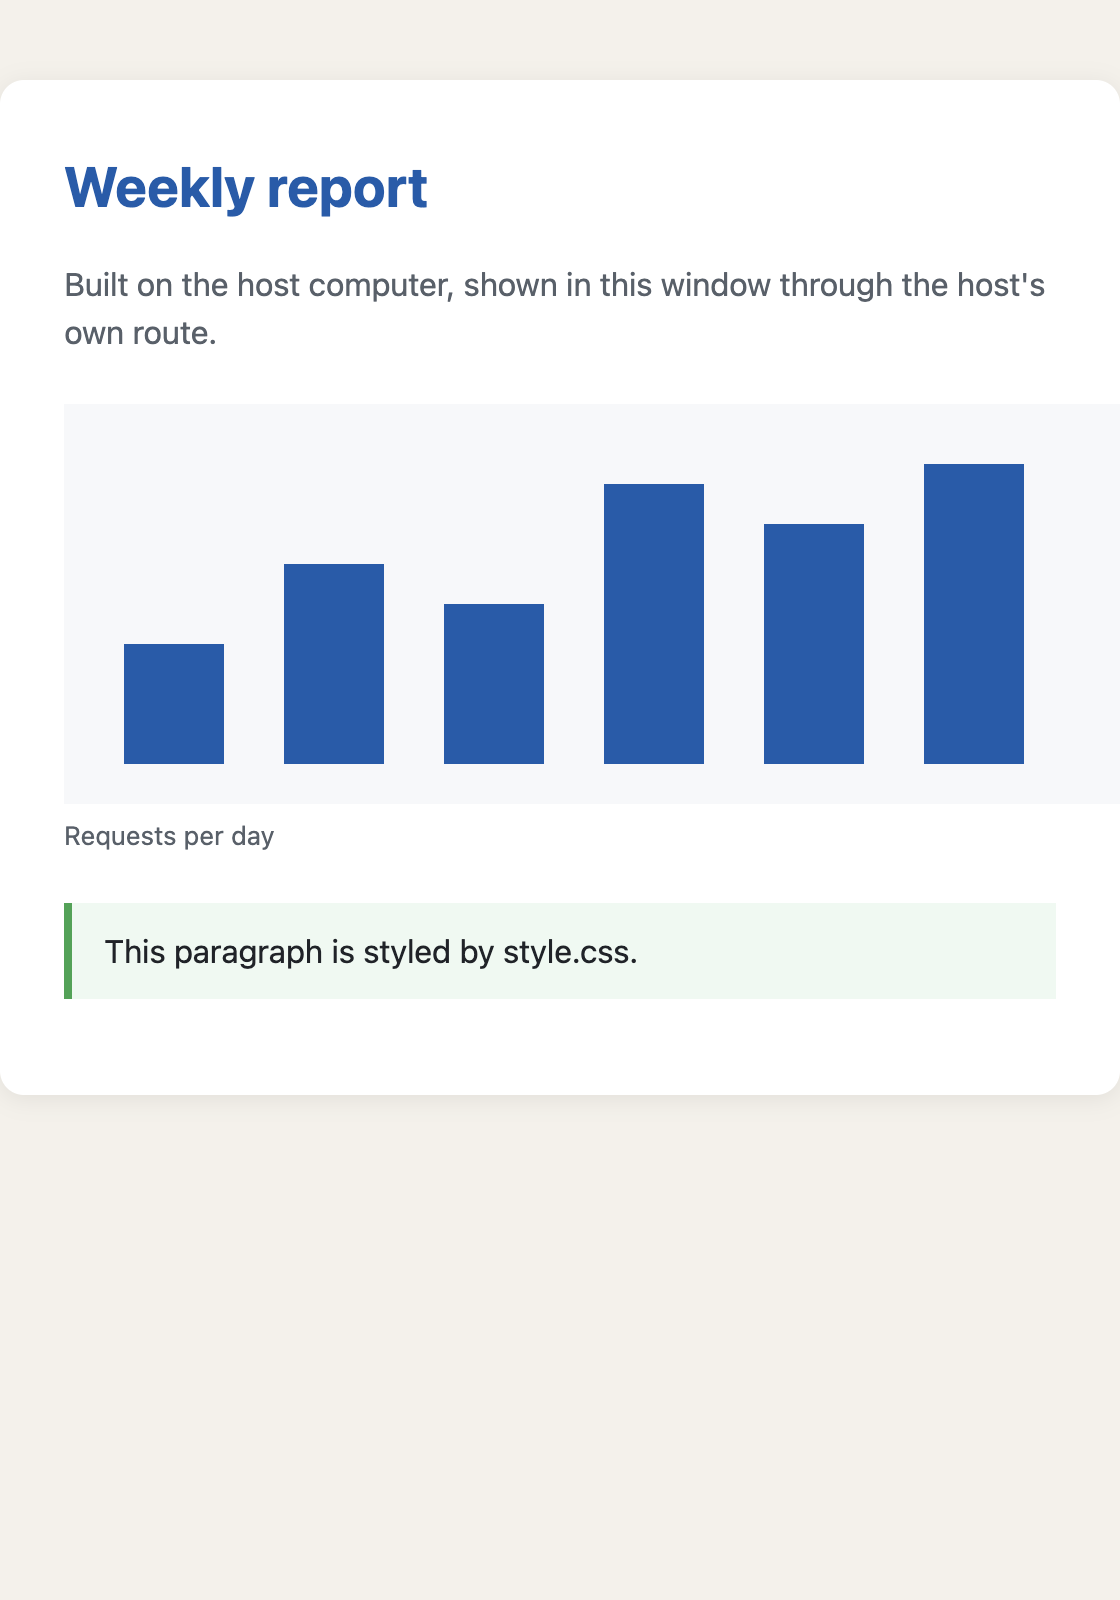 Weekly report
Built on the host computer, shown in this window through the host's
own route.
Requests per day
This paragraph is styled by style.css.